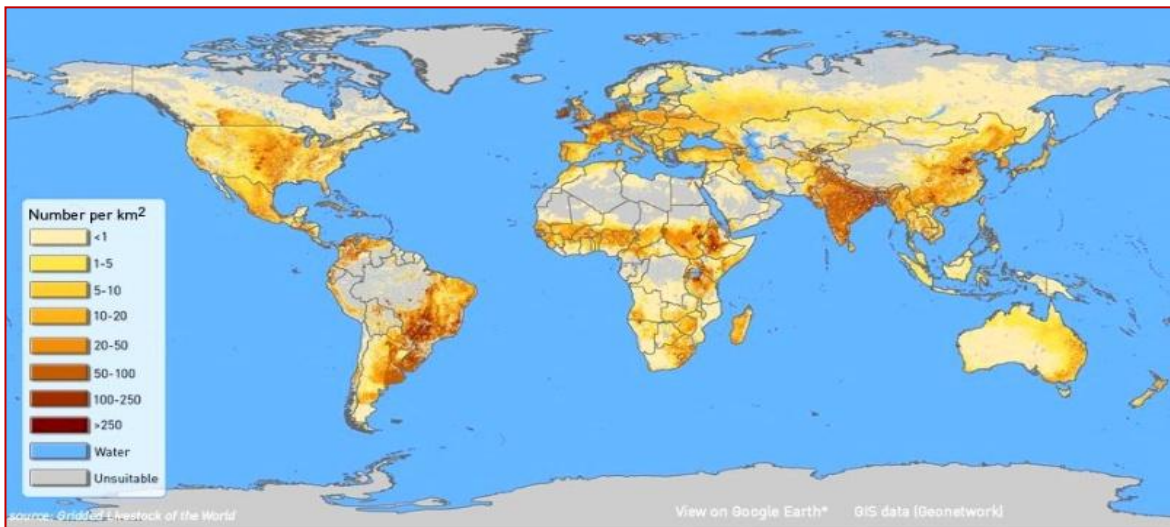 Number per km²
<1
1-5
5-10
10-20
20-50
50-100
100-250
>250
Water
Unsuitable
source: Gridded Livestock of the World
View on Google Earth*
GIS data (Geonetwork)